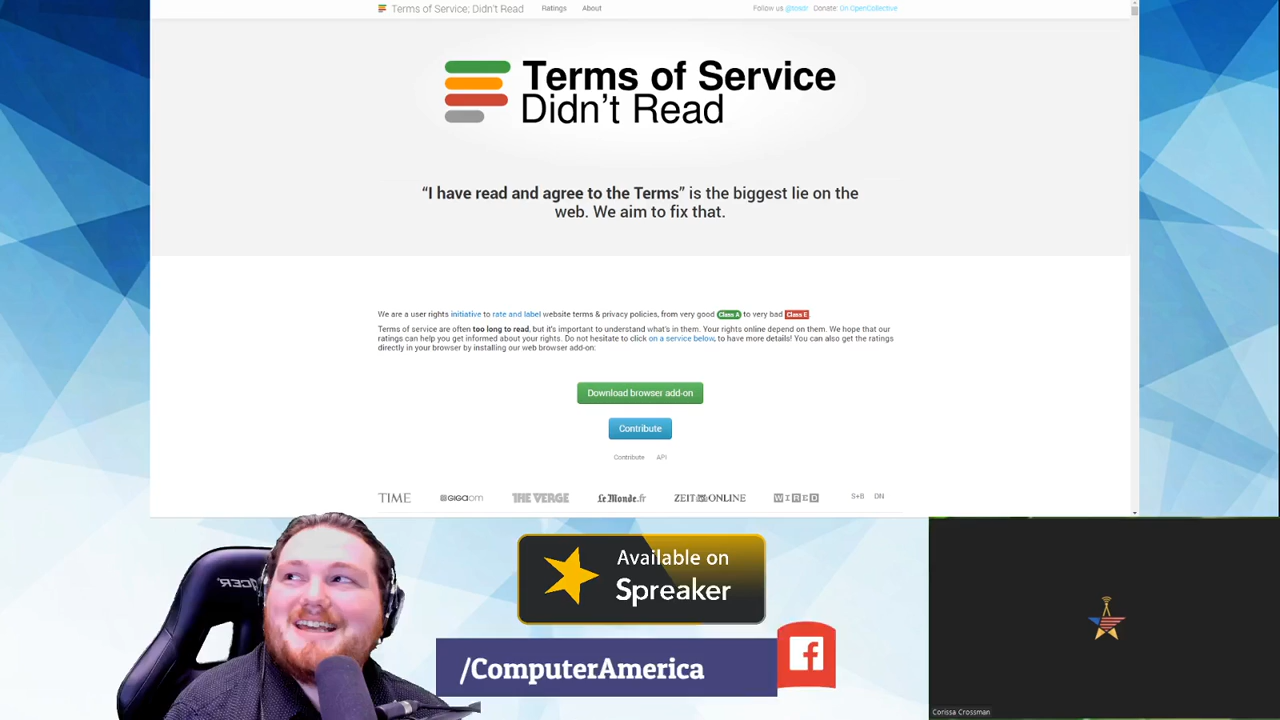 Terms of Service; Didn't Read Ratings About Follow us @tosdr Donate: On OpenCollective
Terms of Service
Didn't Read
“I have read and agree to the Terms” is the biggest lie on the
web. We aim to fix that.
We are a user rights initiative to rate and label website terms & privacy policies, from very good Class A to very bad Class E
Terms of service are often too long to read, but it's important to understand what's in them. Your rights online depend on them. We hope that our
ratings can help you get informed about your rights. Do not hesitate to click on a service below, to have more details! You can also get the ratings
directly in your browser by installing our web browser add-on:
Download browser add-on
Contribute
Contribute API
TIME GIGAOM THE VERGE Le Monde.fr ZEIT ONLINE WIRED S+B DN
Available on
Spreaker
/ComputerAmerica
Corissa Crossman